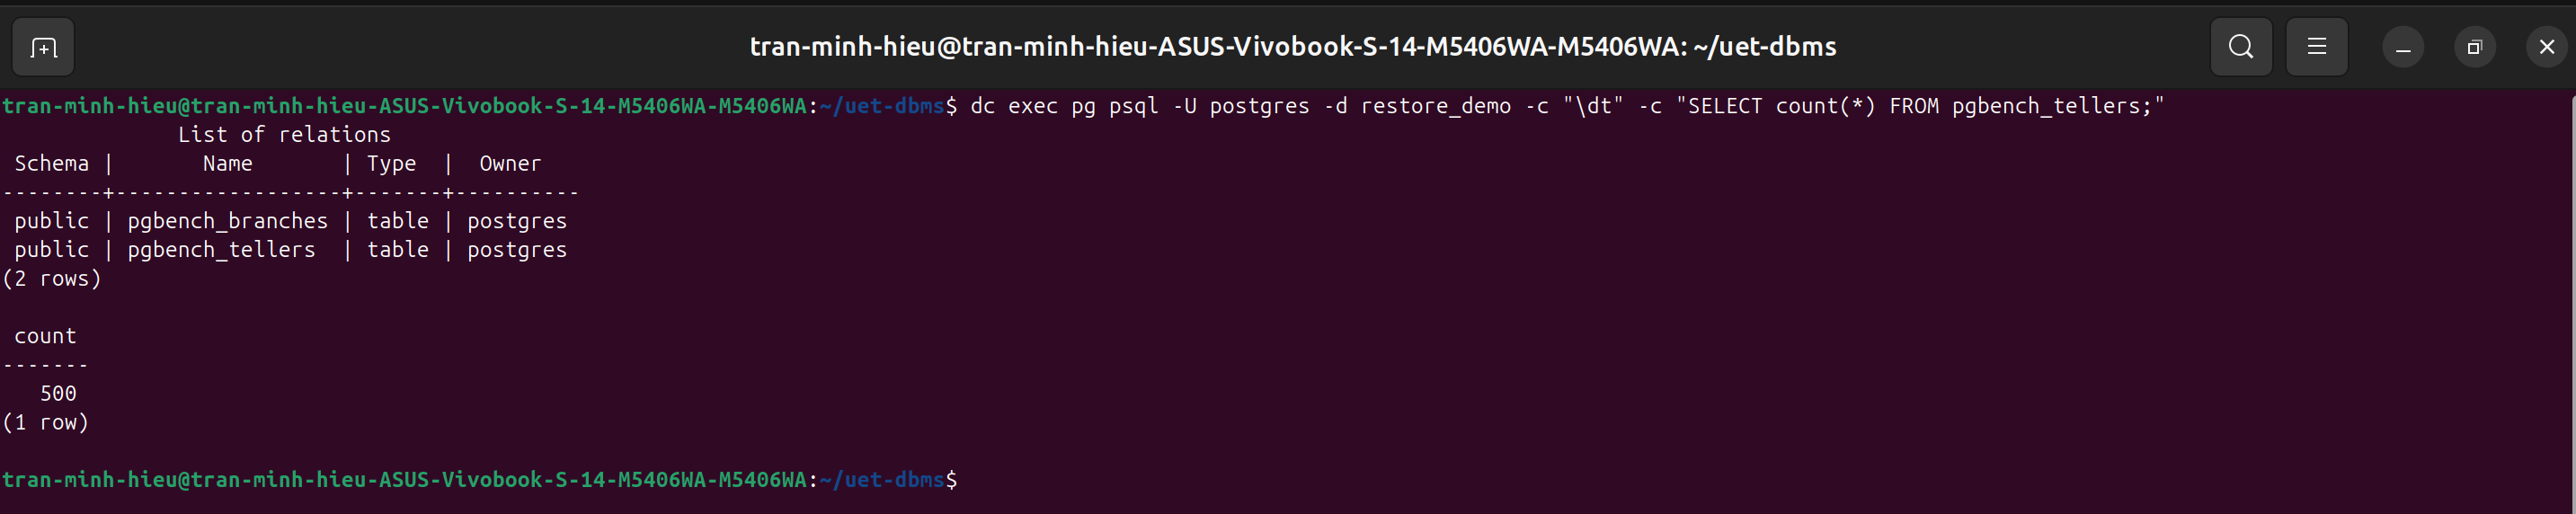 tran-minh-hieu@tran-minh-hieu-ASUS-Vivobook-S-14-M5406WA-M5406WA: ~/uet-dbms
tran-minh-hieu@tran-minh-hieu-ASUS-Vivobook-S-14-M5406WA-M5406WA:~/uet-dbms$ dc exec pg psql -U postgres -d restore_demo -c "\dt" -c "SELECT count(*) FROM pgbench_tellers;"
              List of relations
 Schema |       Name       | Type  |  Owner
--------+------------------+-------+----------
 public | pgbench_branches | table | postgres
 public | pgbench_tellers  | table | postgres
(2 rows)

 count
-------
   500
(1 row)

tran-minh-hieu@tran-minh-hieu-ASUS-Vivobook-S-14-M5406WA-M5406WA:~/uet-dbms$